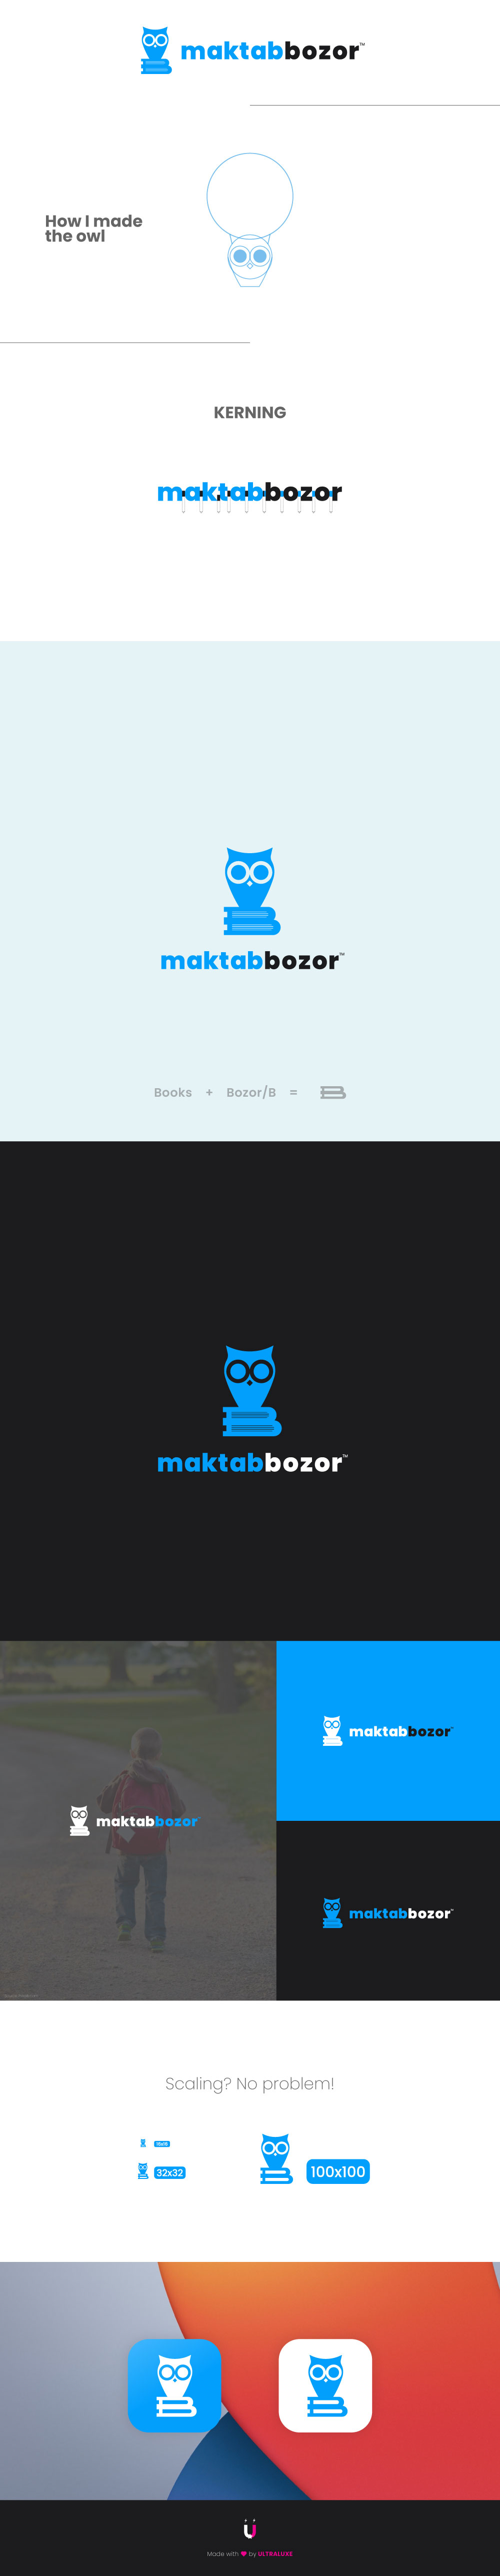 maktabbozor™
How I made
the owl
KERNING
maktabbozor
maktabbozor™
Books + Bozor/B =
maktabbozor™
maktabbozor
maktabbozor™
maktabbozor™
Scaling? No problem!
16x16
32x32
100x100
Made with ♥ by ULTRALUKE